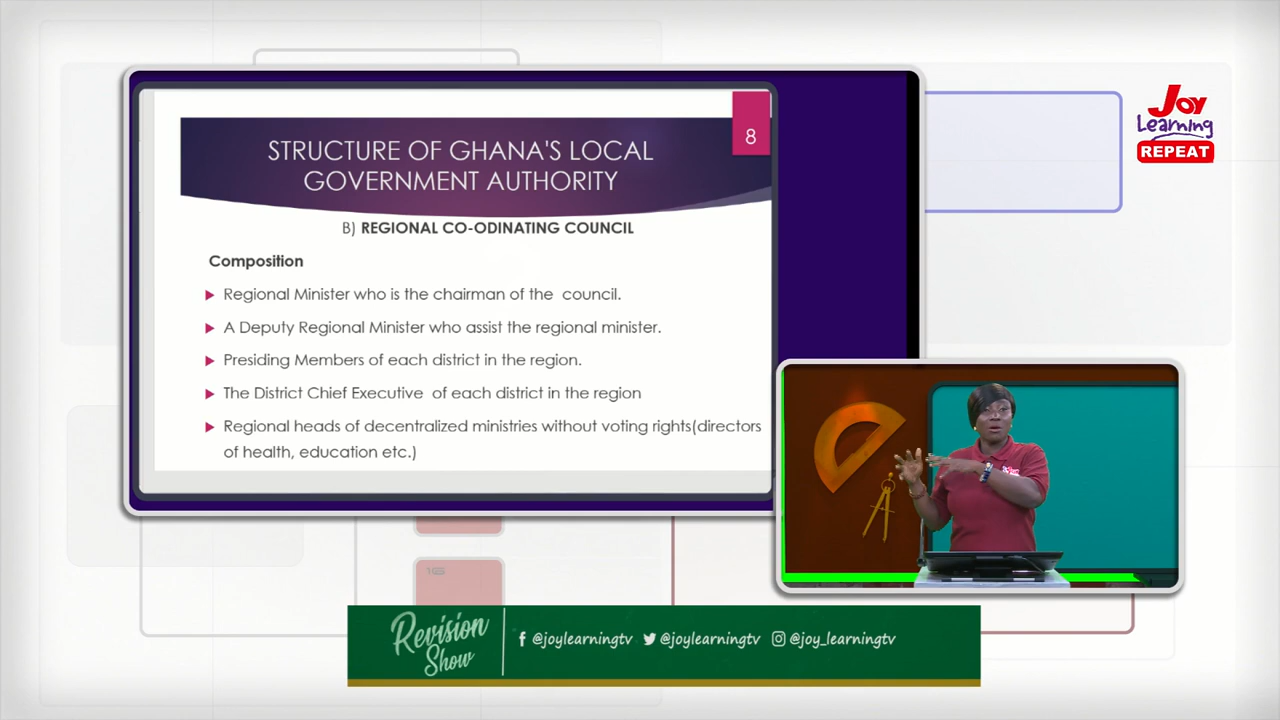 8
STRUCTURE OF GHANA'S LOCAL
GOVERNMENT AUTHORITY
B) REGIONAL CO-ODINATING COUNCIL
Composition
Regional Minister who is the chairman of the council.
A Deputy Regional Minister who assist the regional minister.
Presiding Members of each district in the region.
The District Chief Executive of each district in the region
Regional heads of decentralized ministries without voting rights(directors
of health, education etc.)
Joy
Learning
REPEAT
Revision
Show
@joylearningtv @joylearningtv @joy_learningtv